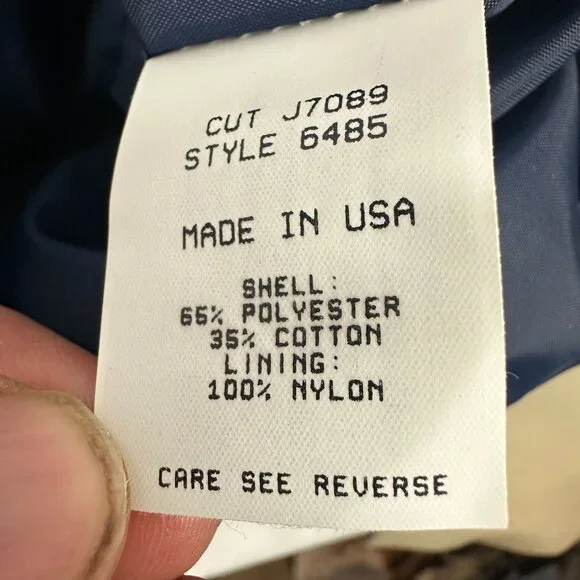 CUT J7089
STYLE 6485
MADE IN USA
SHELL:
65% POLYESTER
35% COTTON
LINING:
100% NYLON
CARE SEE REVERSE